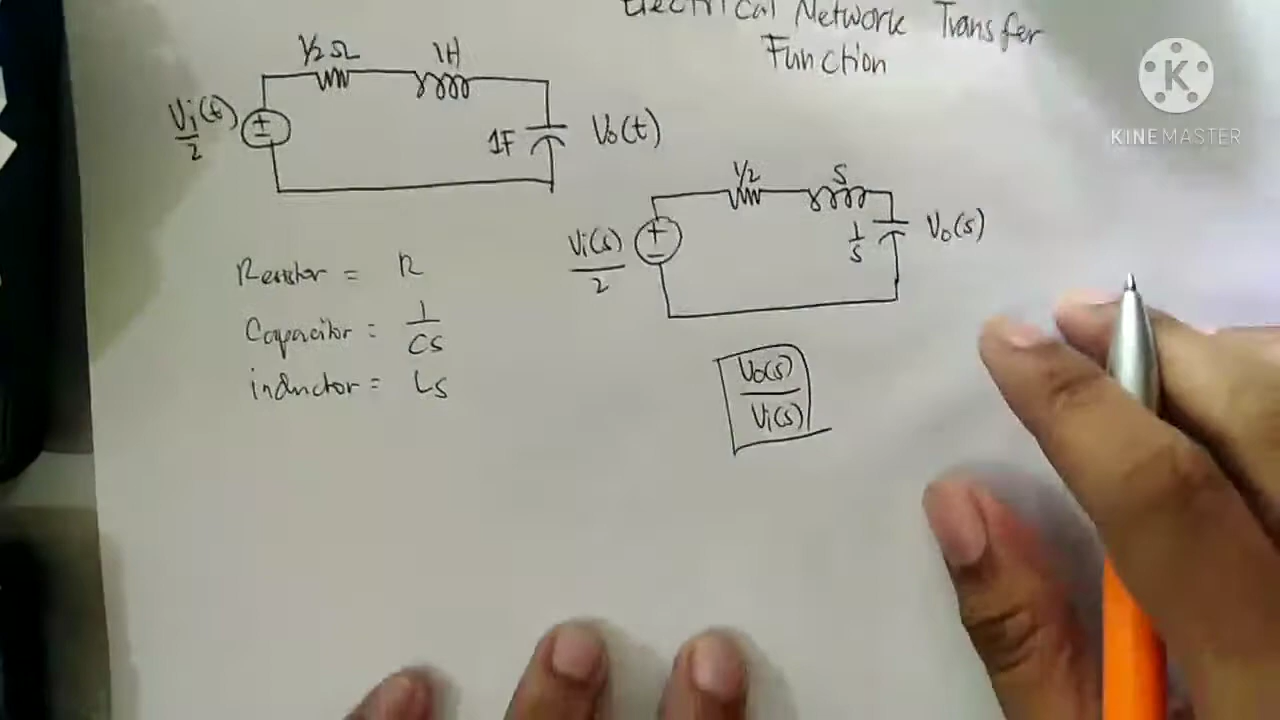 Electrical Network Transfer
Function
K
KINEMASTER
1/2 Ω
1H
Vi(t)
2
1F
Vo(t)
1/2
S
Vi(s)
2
1
S
Vo(s)
Resistor = R
Capacitor = 1
CS
inductor = LS
Vo(s)
Vi(s)